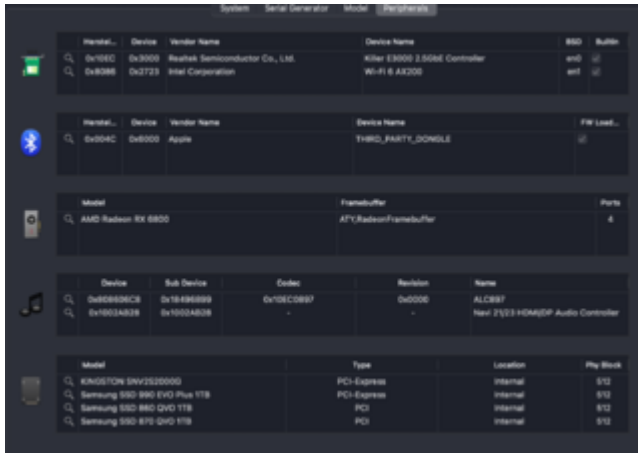 System Serial Generator Model Peripherals
Herstel... Device Vendor Name Device Name BSD Builtin
0x10EC 0x3000 Realtek Semiconductor Co., Ltd. Killer E3000 2.5GbE Controller en0
0x8086 0x2723 Intel Corporation Wi-Fi 6 AX200 en1
Herstel... Device Vendor Name Device Name FW Load...
0x004C 0x6000 Apple THIRD_PARTY_DONGLE
Model Framebuffer Ports
AMD Radeon RX 6800 ATY,RadeonFramebuffer 4
Device Sub Device Codec Revision Name
0x1849 0x10EC0897 0x0000 ALC897
0x1002AB28 0x1002AB28 - - Navi 21/23 HDMI/DP Audio Controller
Model Type Location Phy Block
KINGSTON SNV2S2000G PCI-Express Internal 512
Samsung SSD 990 EVO Plus 1TB PCI-Express Internal 512
Samsung SSD 860 QVO 1TB PCI Internal 512
Samsung SSD 870 QVO 1TB PCI Internal 512